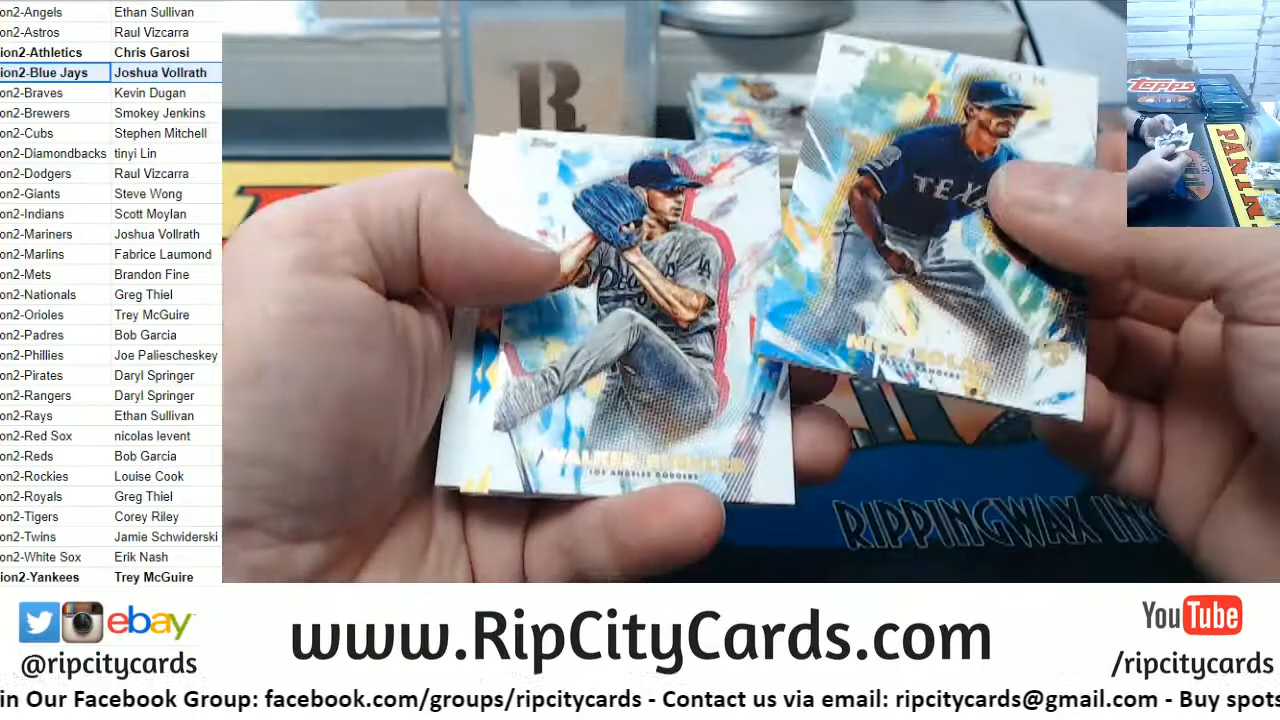 on2-Angels Ethan Sullivan
on2-Astros Raul Vizcarra
ion2-Athletics Chris Garosi
ion2-Blue Jays Joshua Vollrath
on2-Braves Kevin Dugan
on2-Brewers Smokey Jenkins
on2-Cubs Stephen Mitchell
on2-Diamondbacks tinyi Lin
on2-Dodgers Raul Vizcarra
on2-Giants Steve Wong
on2-Indians Scott Moylan
on2-Mariners Joshua Vollrath
on2-Marlins Fabrice Laumond
on2-Mets Brandon Fine
on2-Nationals Greg Thiel
on2-Orioles Trey McGuire
on2-Padres Bob Garcia
on2-Phillies Joe Paliescheskey
on2-Pirates Daryl Springer
on2-Rangers Daryl Springer
on2-Rays Ethan Sullivan
on2-Red Sox nicolas levent
on2-Reds Bob Garcia
on2-Rockies Louise Cook
on2-Royals Greg Thiel
on2-Tigers Corey Riley
on2-Twins Jamie Schwiderski
on2-White Sox Erik Nash
ion2-Yankees Trey McGuire
R
TEXA
WALKER BUEHLER
LOS ANGELES DODGERS
LA
topps
PANINI
RIPPINGWAX
ebay
@ripcitycards
www.RipCityCards.com
YouTube
/ripcitycards
in Our Facebook Group: facebook.com/groups/ripcitycards - Contact us via email: ripcitycards@gmail.com - Buy spots